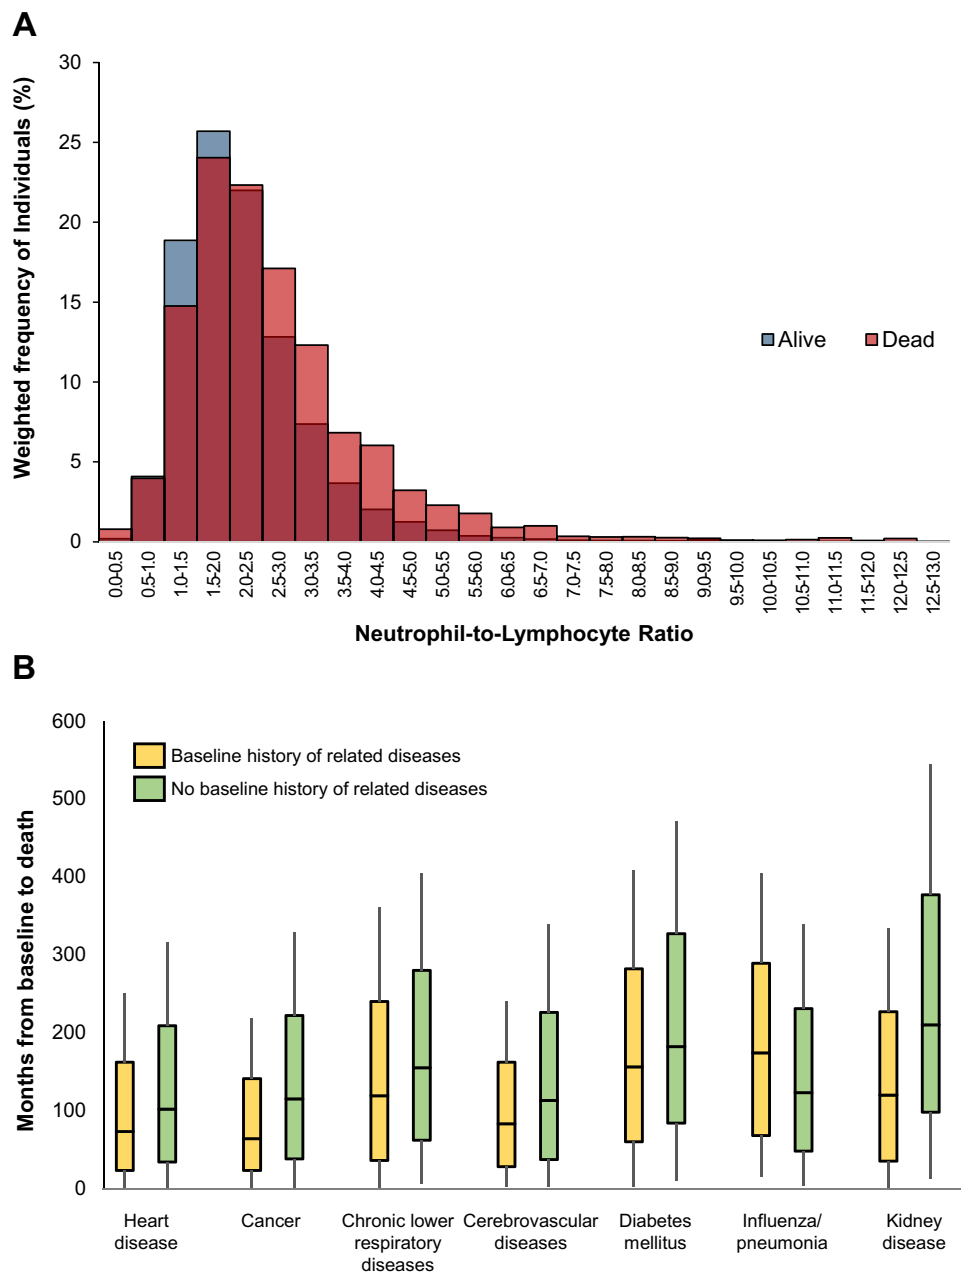 A
Weighted frequency of Individuals (%)
30
25
20
15
10
5
0
Alive
Dead
0.0-0.5
0.5-1.0
1.0-1.5
1.5-2.0
2.0-2.5
2.5-3.0
3.0-3.5
3.5-4.0
4.0-4.5
4.5-5.0
5.0-5.5
5.5-6.0
6.0-6.5
6.5-7.0
7.0-7.5
7.5-8.0
8.0-8.5
8.5-9.0
9.0-9.5
9.5-10.0
10.0-10.5
10.5-11.0
11.0-11.5
11.5-12.0
12.0-12.5
12.5-13.0
Neutrophil-to-Lymphocyte Ratio
B
Months from baseline to death
600
500
400
300
200
100
0
Baseline history of related diseases
No baseline history of related diseases
Heart
disease
Cancer
Chronic lower
respiratory
diseases
Cerebrovascular
diseases
Diabetes
mellitus
Influenza/
pneumonia
Kidney
disease